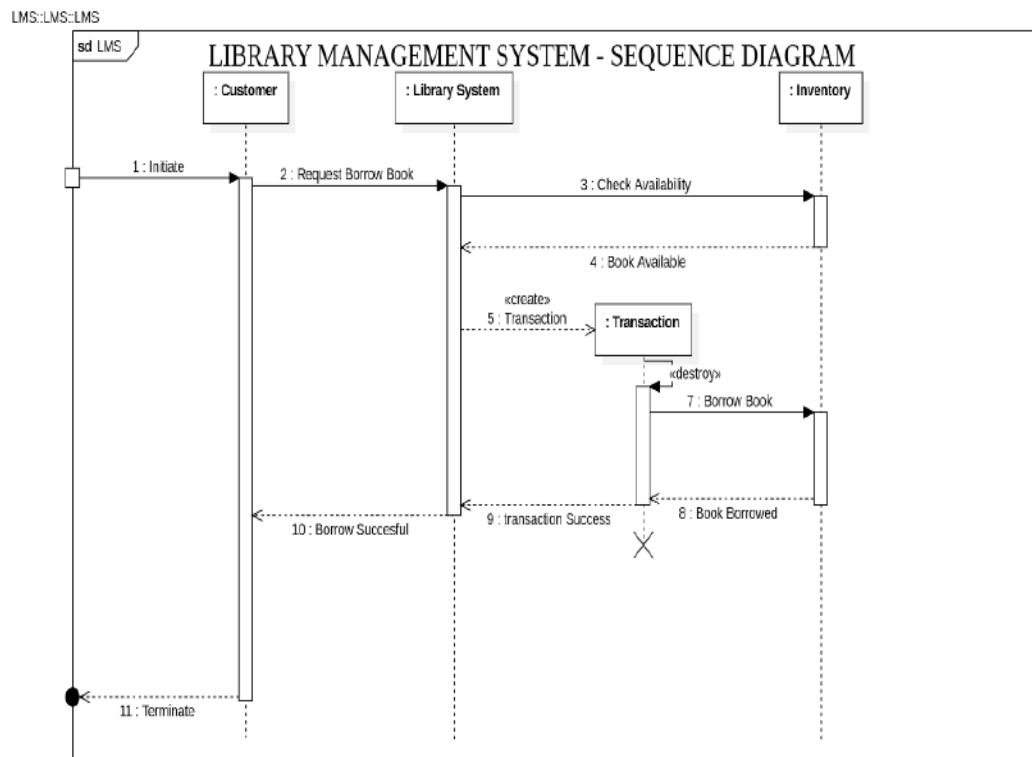 LMS::LMS::LMS
sd LMS
LIBRARY MANAGEMENT SYSTEM - SEQUENCE DIAGRAM
: Customer
: Library System
: Inventory
1 : Initiate
2 : Request Borrow Book
3 : Check Availability
4 : Book Available
«create»
5 : Transaction
: Transaction
«destroy»
7 : Borrow Book
8 : Book Borrowed
9 : transaction Success
10 : Borrow Succesful
11 : Terminate